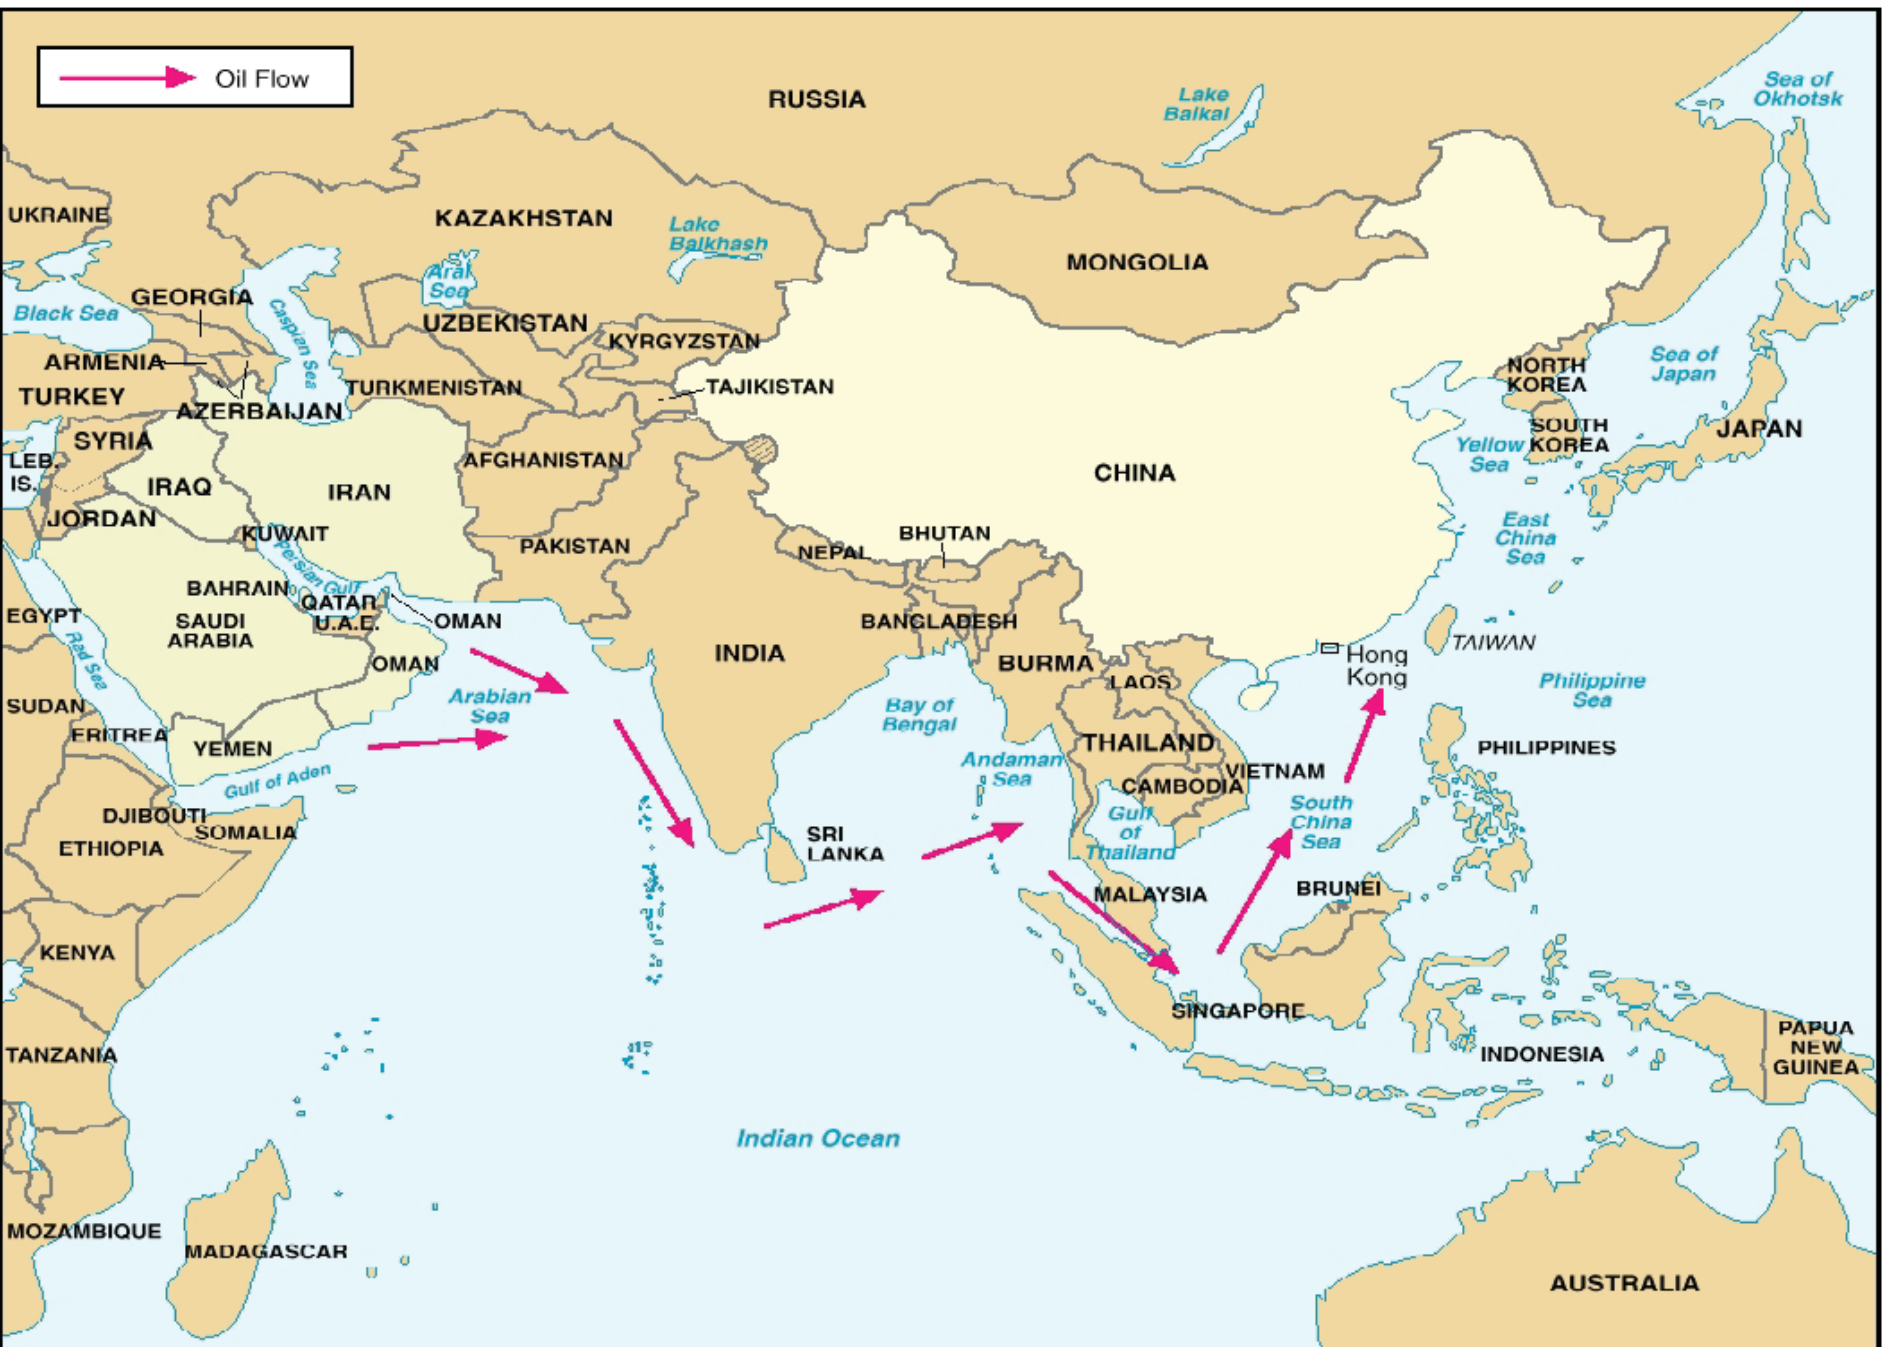 Oil Flow
RUSSIA
Lake
Baikal
Sea of
Okhotsk
UKRAINE
KAZAKHSTAN
Lake
Balkhash
MONGOLIA
Aral
Sea
GEORGIA
Black Sea
Caspian Sea
UZBEKISTAN
KYRGYZSTAN
ARMENIA
TURKEY
AZERBAIJAN
TURKMENISTAN
TAJIKISTAN
NORTH
KOREA
Sea of
Japan
SOUTH
KOREA
JAPAN
Yellow
Sea
SYRIA
LEB.
IS.
IRAQ
IRAN
AFGHANISTAN
CHINA
JORDAN
KUWAIT
Persian Gulf
PAKISTAN
NEPAL
BHUTAN
East
China
Sea
BAHRAIN
QATAR
U.A.E.
OMAN
EGYPT
SAUDI
ARABIA
Red Sea
OMAN
BANGLADESH
INDIA
BURMA
LAOS
Hong
Kong
TAIWAN
Philippine
Sea
SUDAN
ERITREA
YEMEN
Arabian
Sea
Bay of
Bengal
Gulf of Aden
Andaman
Sea
THAILAND
CAMBODIA
VIETNAM
PHILIPPINES
DJIBOUTI
SOMALIA
ETHIOPIA
SRI
LANKA
Gulf
of
Thailand
South
China
Sea
MALAYSIA
BRUNEI
KENYA
SINGAPORE
TANZANIA
INDONESIA
PAPUA
NEW
GUINEA
Indian Ocean
MOZAMBIQUE
MADAGASCAR
AUSTRALIA